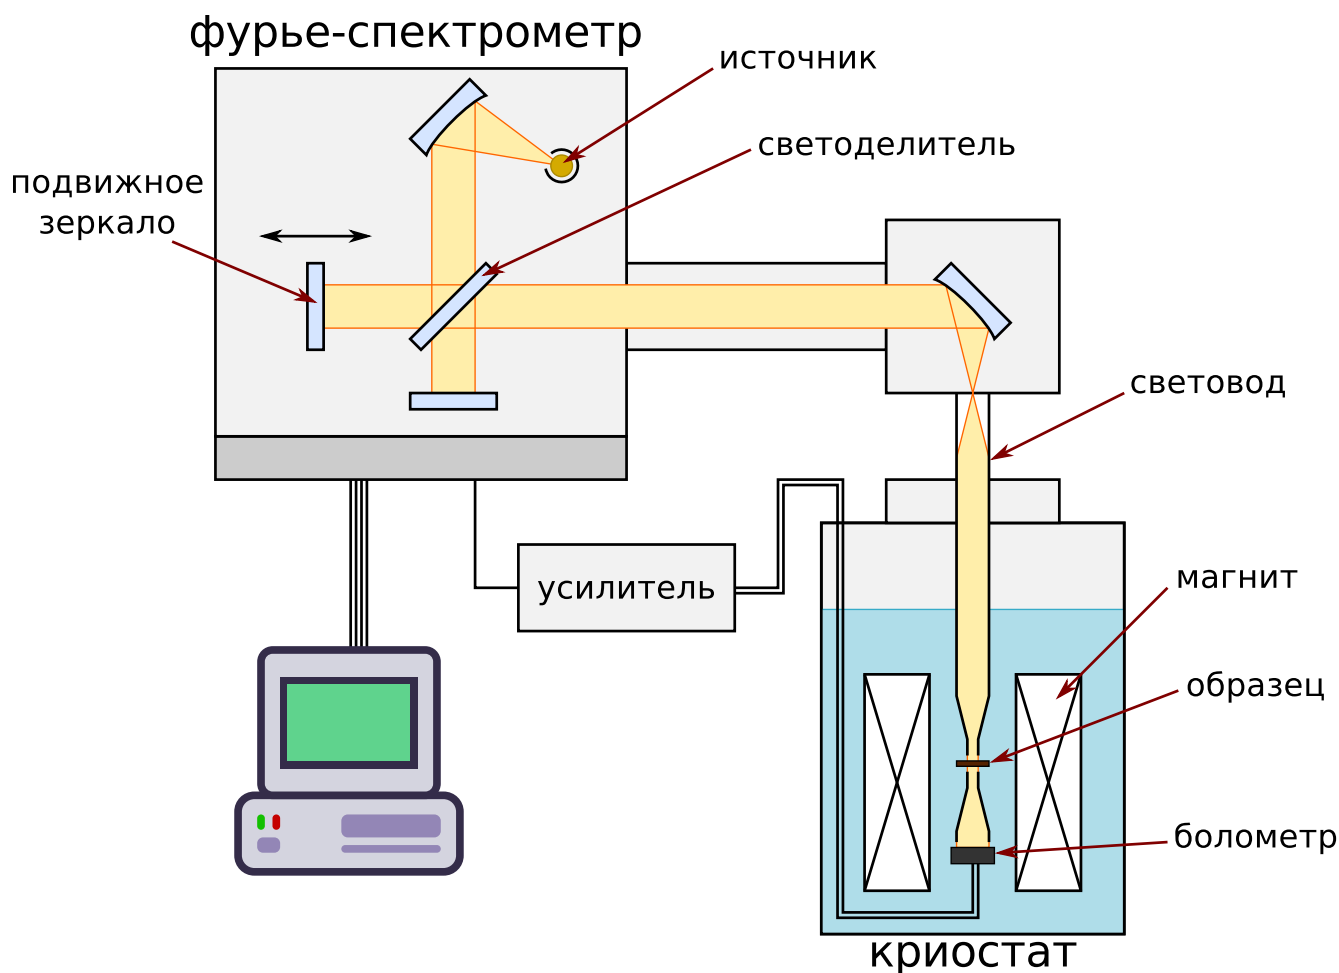 фурье-спектрометр
источник
светоделитель
подвижное
зеркало
световод
магнит
усилитель
образец
болометр
криостат